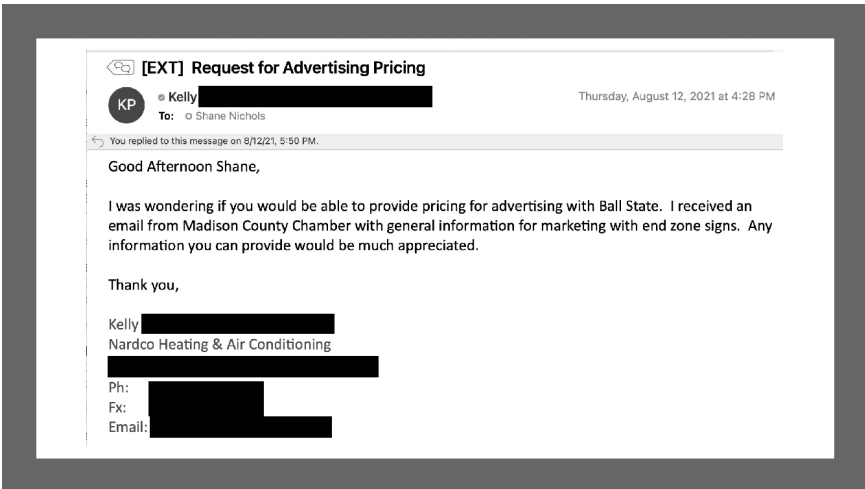 [EXT] Request for Advertising Pricing
KP
Kelly
Thursday, August 12, 2021 at 4:28 PM
To: Shane Nichols
You replied to this message on 8/12/21, 5:50 PM.
Good Afternoon Shane,
I was wondering if you would be able to provide pricing for advertising with Ball State. I received an
email from Madison County Chamber with general information for marketing with end zone signs. Any
information you can provide would be much appreciated.
Thank you,
Kelly
Nardco Heating & Air Conditioning
Ph:
Fx:
Email: